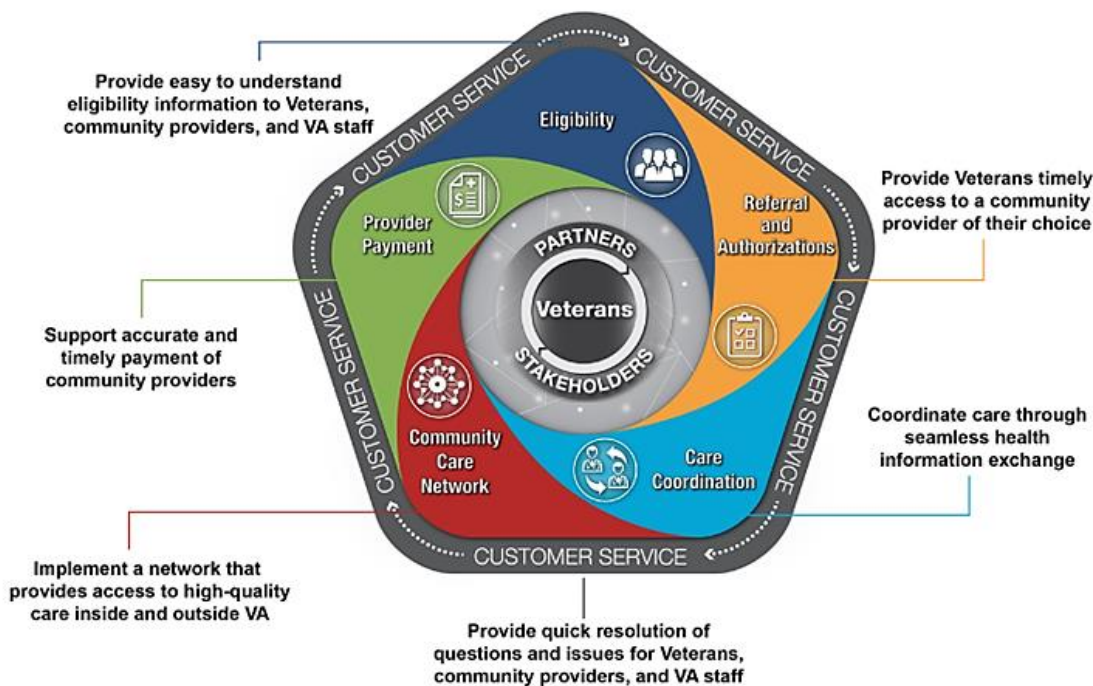 Provide easy to understand
eligibility information to Veterans,
community providers, and VA staff
CUSTOMER SERVICE
CUSTOMER SERVICE
Eligibility
Provider
Payment
Referral
and
Authorizations
Provide Veterans timely
access to a community
provider of their choice
PARTNERS
Veterans
STAKEHOLDERS
Support accurate and
timely payment of
community providers
CUSTOMER SERVICE
CUSTOMER SERVICE
Community
Care
Network
Care
Coordination
Coordinate care through
seamless health
information exchange
CUSTOMER SERVICE
Implement a network that
provides access to high-quality
care inside and outside VA
Provide quick resolution of
questions and issues for Veterans,
community providers, and VA staff